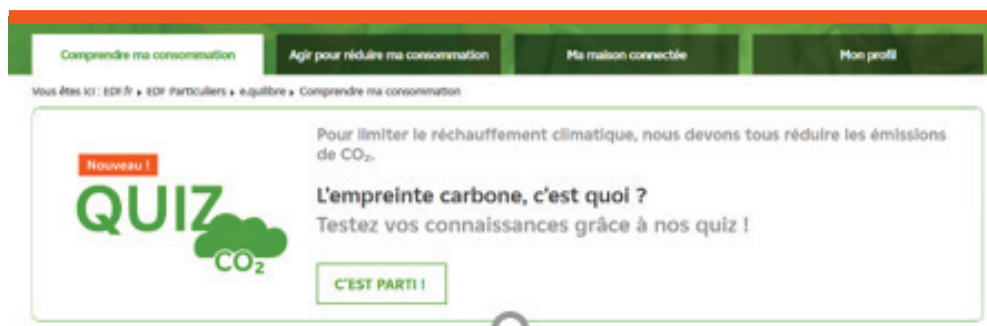 Comprendre ma consommation
Agir pour réduire ma consommation
Ma maison connectée
Mon profil
Vous êtes ici : EDF.fr ▸ EDF Particuliers ▸ e.quilibre ▸ Comprendre ma consommation
Nouveau !
QUIZ
CO₂
Pour limiter le réchauffement climatique, nous devons tous réduire les émissions
de CO₂.
L'empreinte carbone, c'est quoi ?
Testez vos connaissances grâce à nos quiz !
C'EST PARTI !